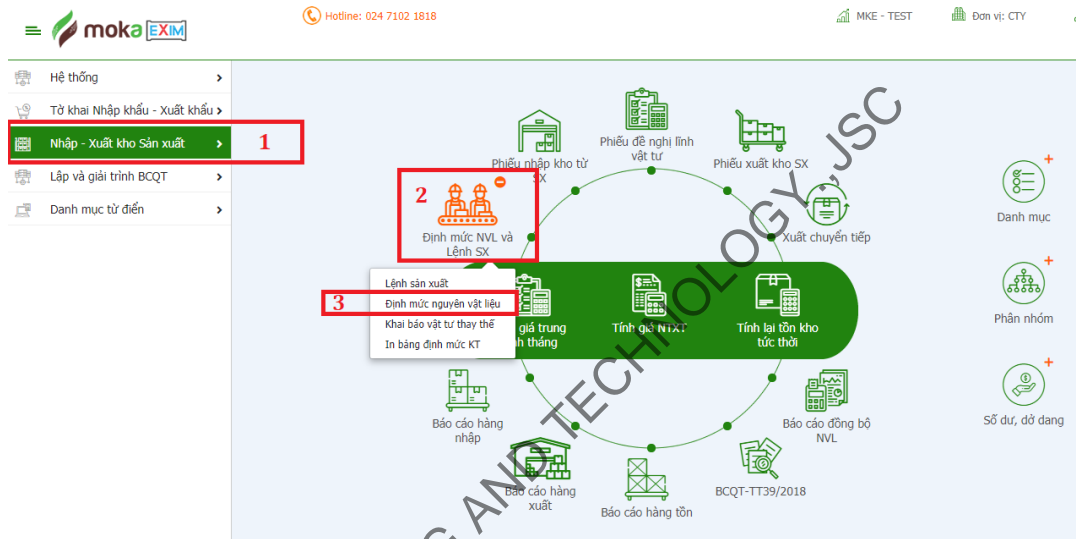 moka EXIM
Hotline: 024 7102 1818
MKE - TEST
Đơn vị: CTY
Hệ thống
Tờ khai Nhập khẩu - Xuất khẩu
Nhập - Xuất kho Sản xuất
1
Lập và giải trình BCQT
Danh mục từ điển
Phiếu nhập kho từ
SX
Phiếu đề nghị lĩnh
vật tư
Phiếu xuất kho SX
2
Định mức NVL và
Lệnh SX
Xuất chuyển tiếp
Lệnh sản xuất
3
Định mức nguyên vật liệu
Khai báo vật tư thay thế
In bảng định mức KT
giá trung
h tháng
Tính giá NTXT
Tính lại tồn kho
tức thời
Báo cáo hàng
nhập
Báo cáo hàng
xuất
Báo cáo hàng tồn
BCQT-TT39/2018
Báo cáo đồng bộ
NVL
Danh mục
Phân nhóm
Số dư, dở dang
G AND TECHNOLOGY.,JSC